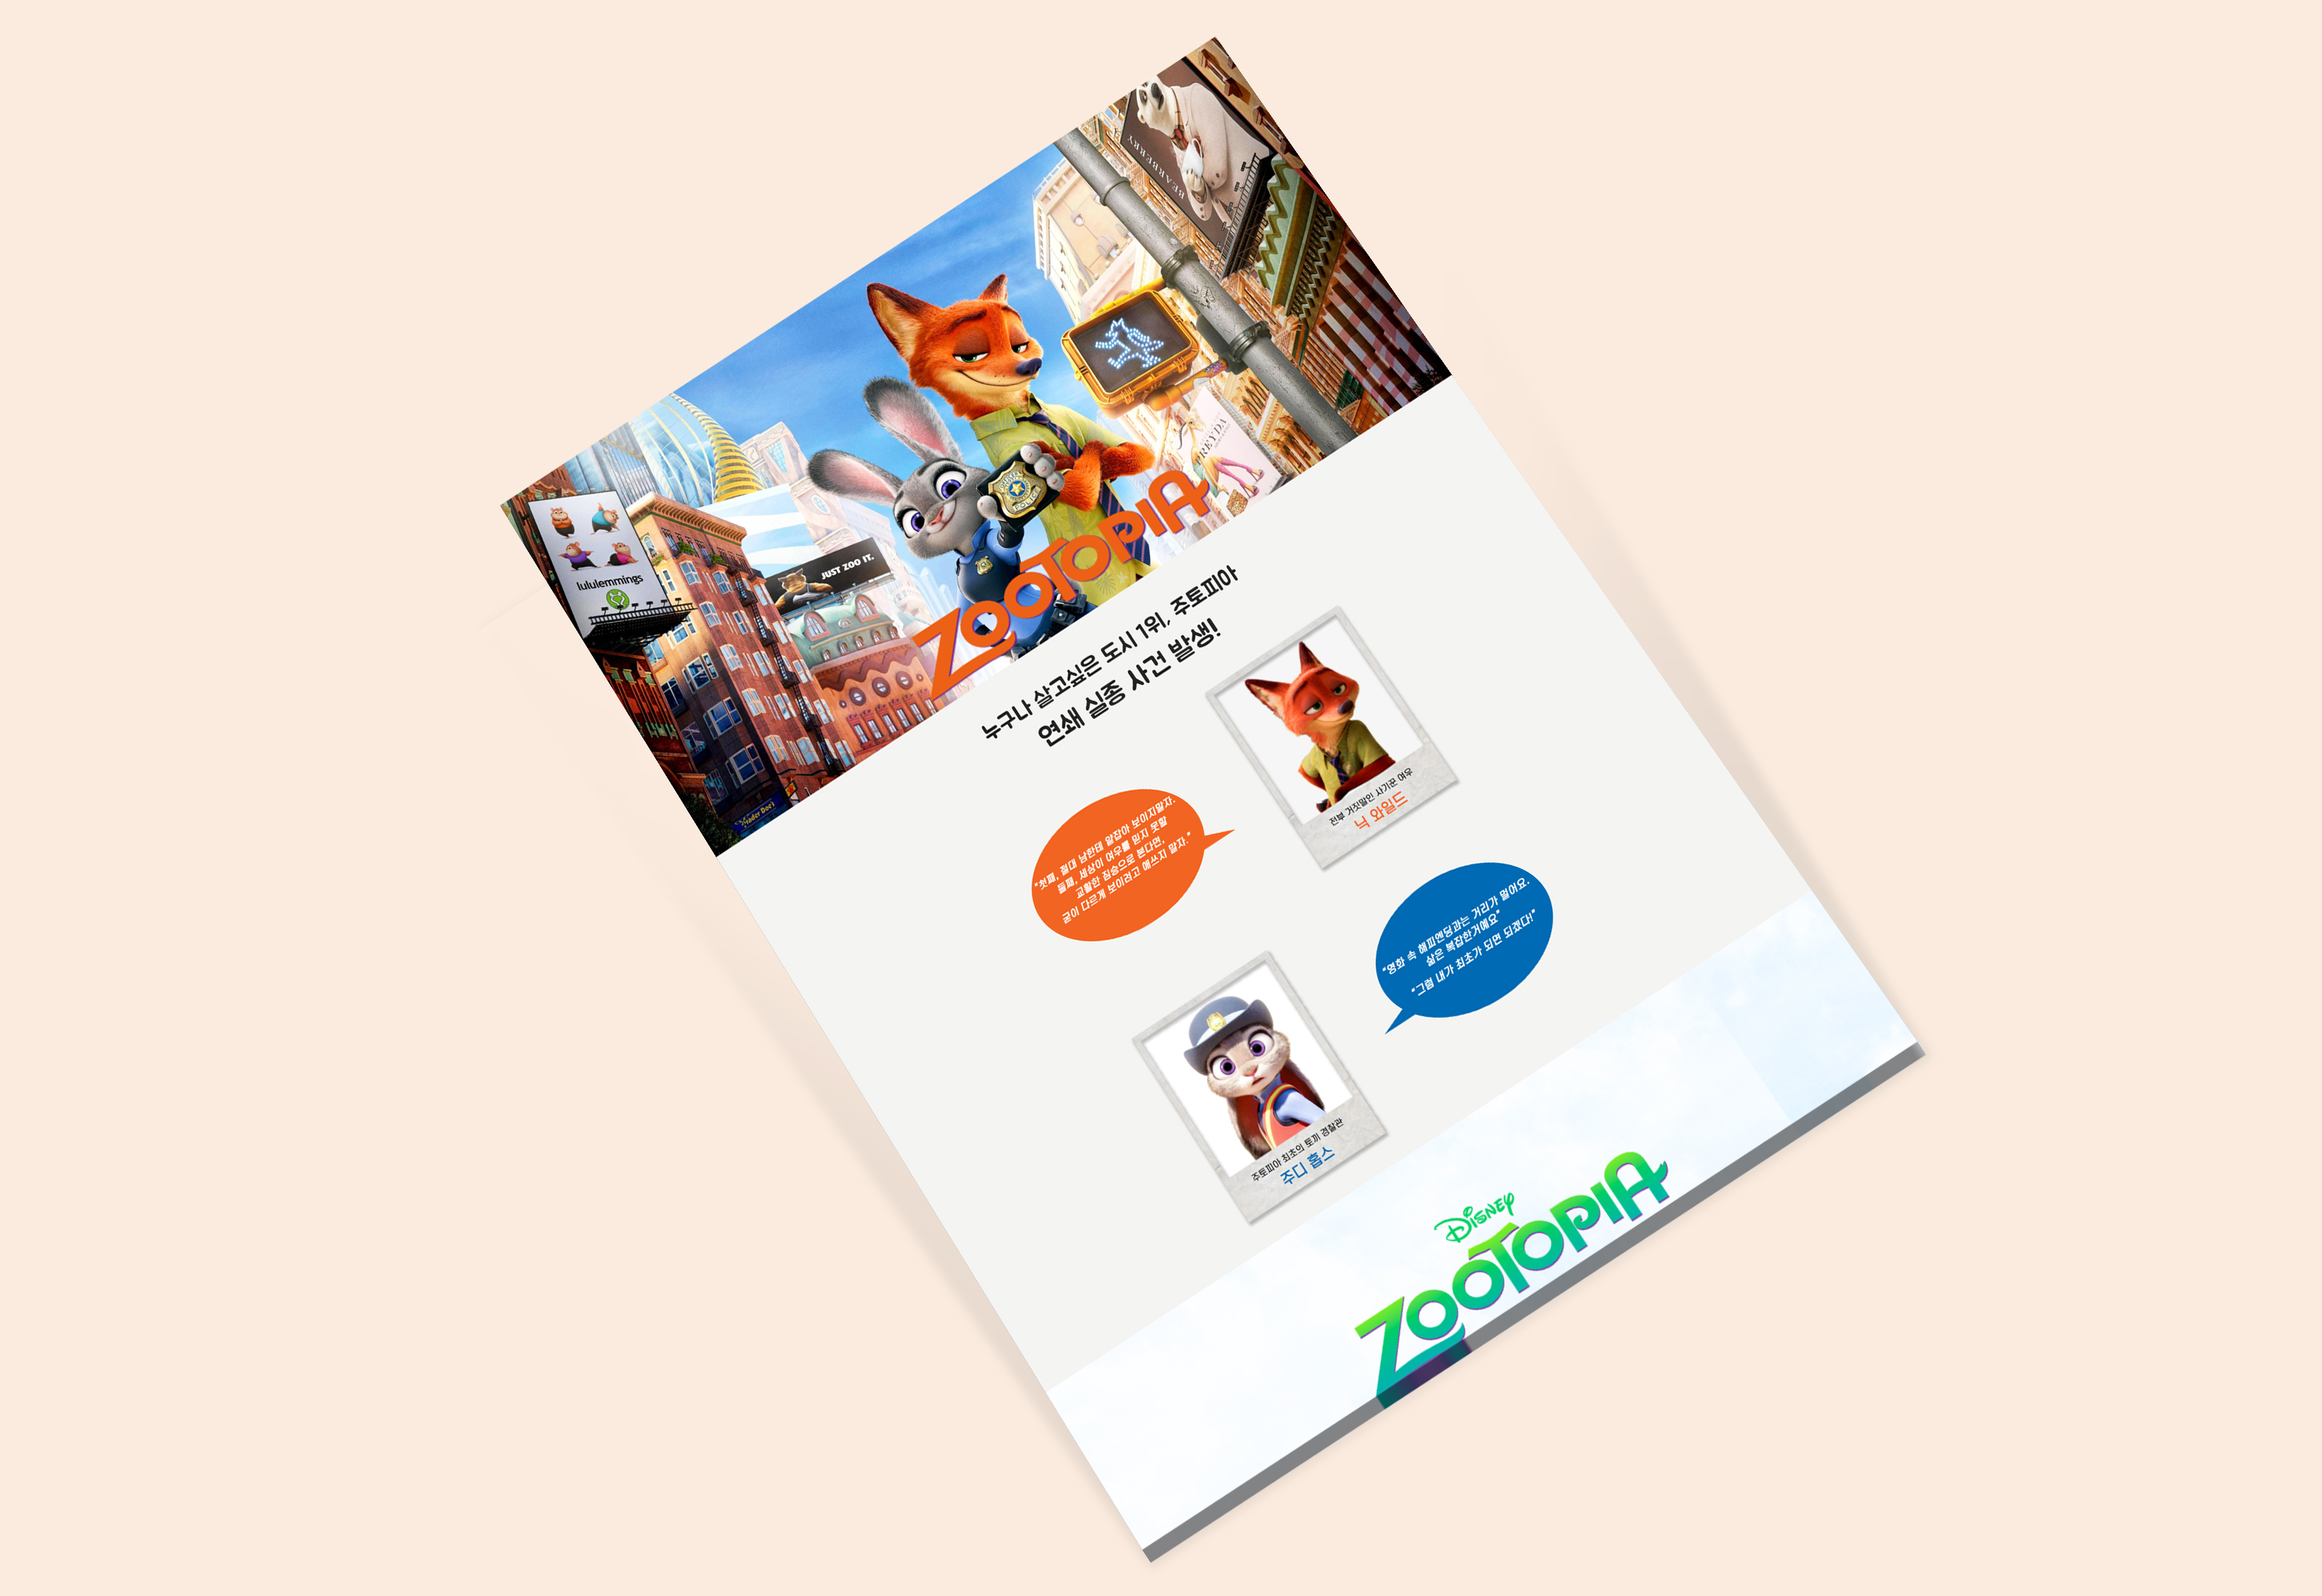 BEARBERRY
PREYDA
lululemmings
JUST ZOO IT.
POLICE
Trader Doe's
ZOOTOPIA
누구나 살고싶은 도시 1위, 주토피아
연쇄 실종 사건 발생!
전부 거짓말인 사기꾼 여우
닉 와일드
"첫째, 절대 남한테 얕잡아 보이지말자.
둘째, 세상이 여우를 믿지 못할
교활한 짐승으로 본다면,
굳이 다르게 보이려고 애쓰지 말자."
"영화 속 해피엔딩과는 거리가 멀어요.
삶은 복잡한거예요"
"그럼 내가 최초가 되면 되겠다!"
주토피아 최초의 토끼 경찰관
주디 홉스
DISNEY
ZOOTOPIA